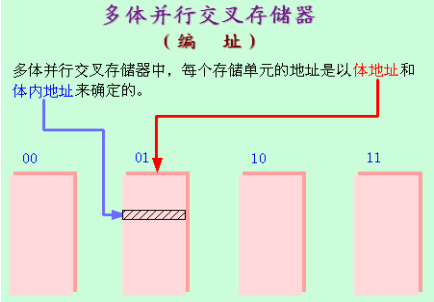 多体并行交叉存储器
（编 址）
多体并行交叉存储器中，每个存储单元的地址是以体地址和
体内地址来确定的。
00 01 10 11